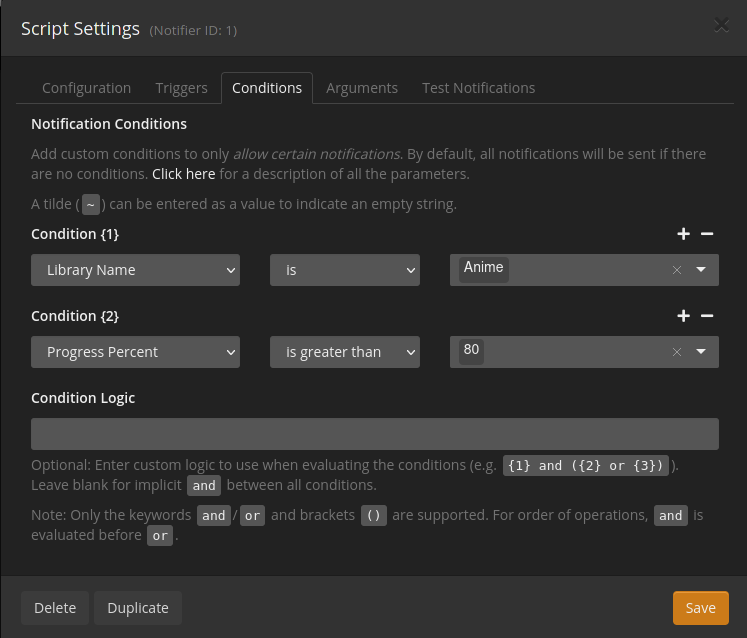 Script Settings (Notifier ID: 1)
Configuration Triggers Conditions Arguments Test Notifications
Notification Conditions
Add custom conditions to only allow certain notifications. By default, all notifications will be sent if there
are no conditions. Click here for a description of all the parameters.
A tilde ( ~ ) can be entered as a value to indicate an empty string.
Condition {1}
Library Name is Anime
Condition {2}
Progress Percent is greater than 80
Condition Logic
Optional: Enter custom logic to use when evaluating the conditions (e.g. {1} and ({2} or {3}) ).
Leave blank for implicit and between all conditions.
Note: Only the keywords and / or and brackets () are supported. For order of operations, and is
evaluated before or .
Delete Duplicate Save